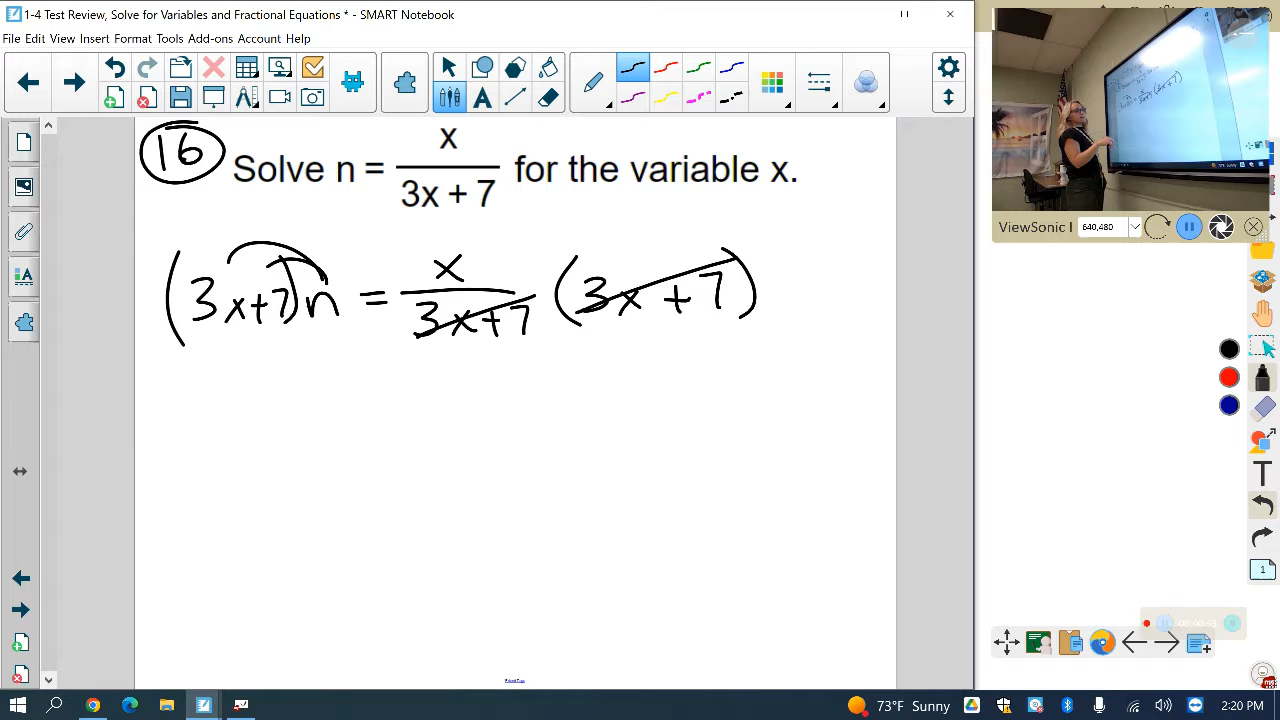 1-4 Test Review, Solve for Variables and Fractional Equations * - SMART Notebook
File Edit View Insert Format Tools Add-ons Account Help
16
Solve n = x / (3x + 7) for the variable x.
(3x+7)n = x / (3x+7) (3x+7)
ViewSonic
640,480
1
73°F Sunny
2:20 PM